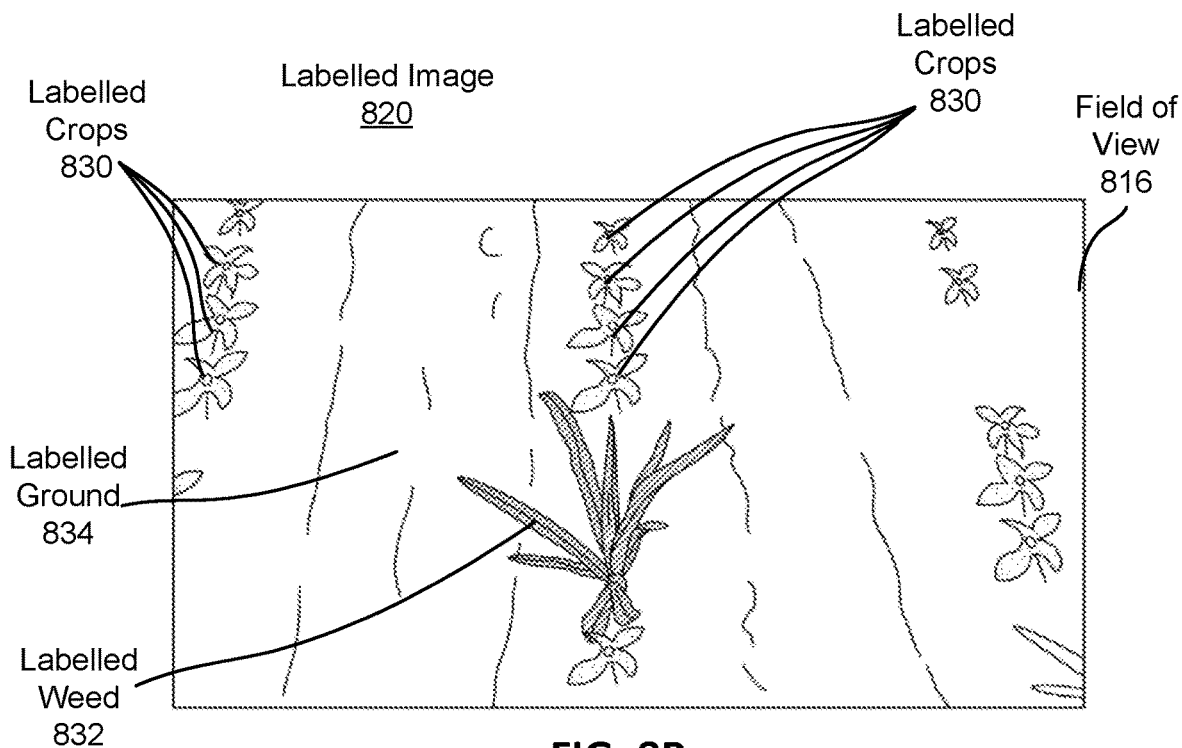 Labelled
Crops
830
Labelled Image
820
Labelled
Crops
830
Field of
View
816
Labelled
Ground
834
Labelled
Weed
832